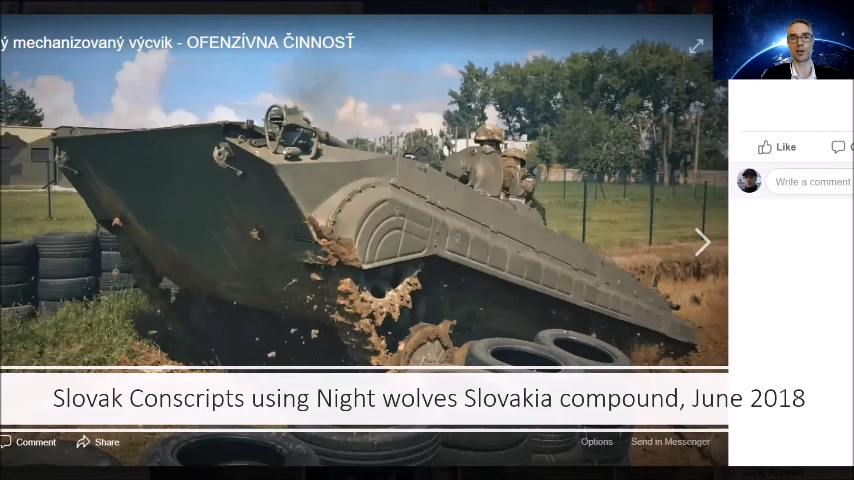 ý mechanizovaný výcvik - OFENZÍVNA ČINNOSŤ
Like
Write a comment
Slovak Conscripts using Night wolves Slovakia compound, June 2018
Comment
Share
Options
Send in Messenger